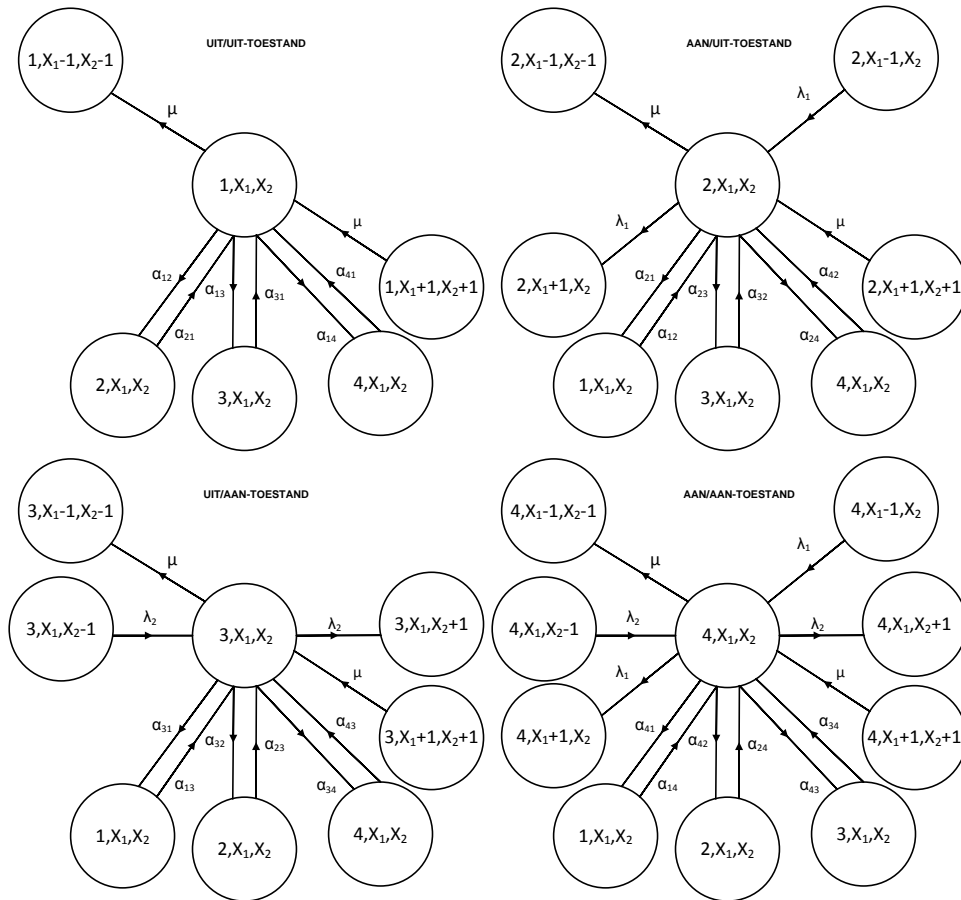 UIT/UIT-TOESTAND
1,X₁-1,X₂-1
μ
1,X₁,X₂
μ
1,X₁+1,X₂+1
α₁₂
α₁₃
α₃₁
α₄₁
α₂₁
α₁₄
2,X₁,X₂
3,X₁,X₂
4,X₁,X₂
AAN/UIT-TOESTAND
2,X₁-1,X₂-1
2,X₁-1,X₂
λ₁
μ
2,X₁,X₂
λ₁
μ
2,X₁+1,X₂
2,X₁+1,X₂+1
α₂₁
α₂₃
α₃₂
α₄₂
α₁₂
α₂₄
1,X₁,X₂
3,X₁,X₂
4,X₁,X₂
UIT/AAN-TOESTAND
3,X₁-1,X₂-1
μ
3,X₁,X₂-1
λ₂
3,X₁,X₂
λ₂
3,X₁,X₂+1
μ
3,X₁+1,X₂+1
α₃₁
α₃₂
α₂₃
α₄₃
α₁₃
α₃₄
1,X₁,X₂
2,X₁,X₂
4,X₁,X₂
AAN/AAN-TOESTAND
4,X₁-1,X₂-1
4,X₁-1,X₂
λ₁
μ
4,X₁,X₂-1
λ₂
4,X₁,X₂
λ₂
4,X₁,X₂+1
λ₁
μ
4,X₁+1,X₂
4,X₁+1,X₂+1
α₄₁
α₄₂
α₂₄
α₃₄
α₁₄
α₄₃
1,X₁,X₂
2,X₁,X₂
3,X₁,X₂